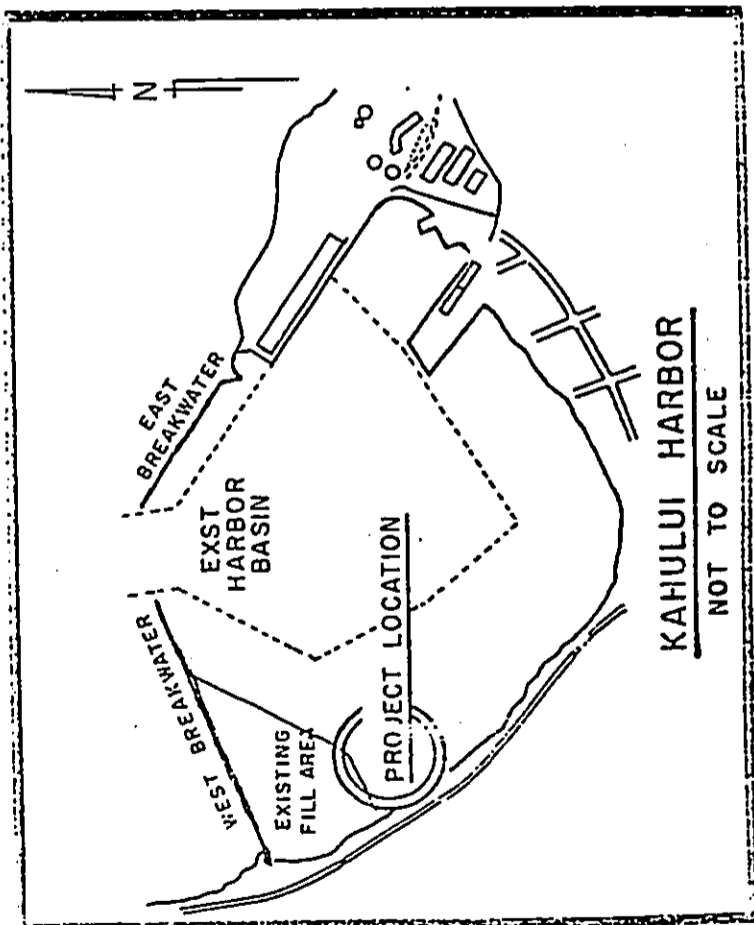 N
EAST
BREAKWATER
EXST
HARBOR
BASIN
WEST BREAKWATER
EXISTING
FILL AREA
PROJECT LOCATION
KAHULUI HARBOR
NOT TO SCALE